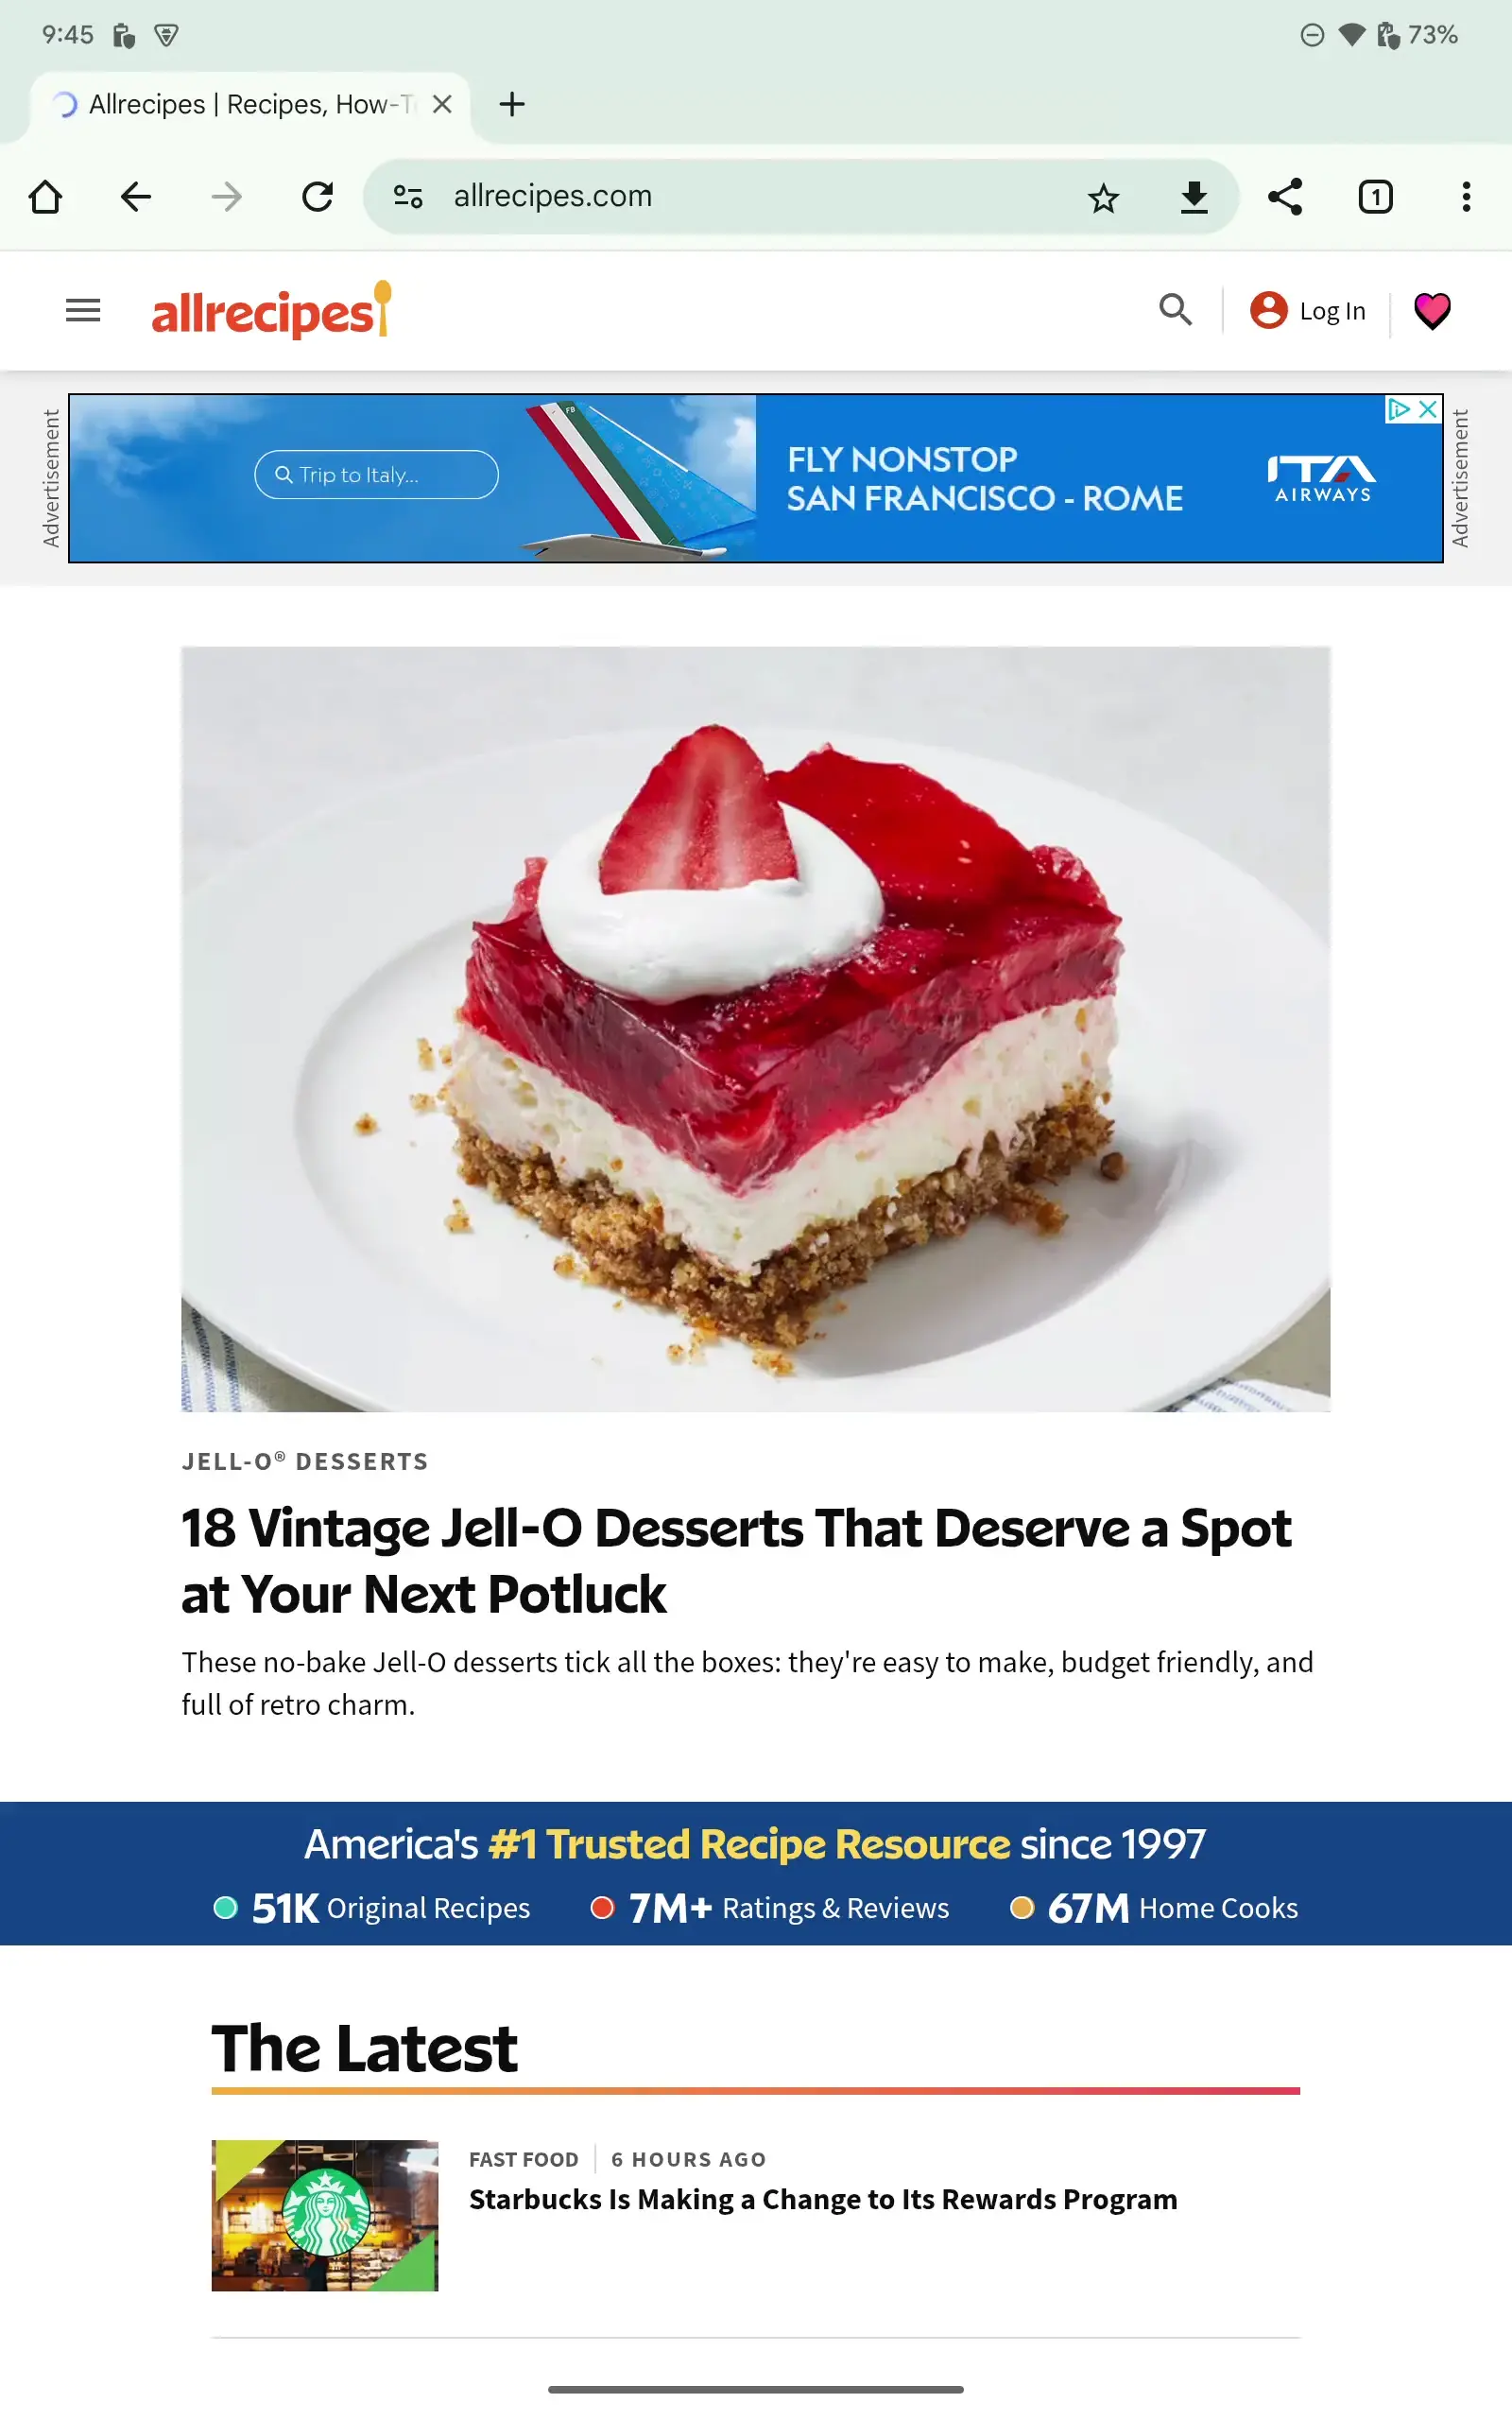 9:45
73%
Allrecipes | Recipes, How-T
allrecipes.com
1
allrecipes
Log In
Advertisement
Trip to Italy...
FB
FLY NONSTOP
SAN FRANCISCO - ROME
ITA
AIRWAYS
Advertisement
JELL-O® DESSERTS
18 Vintage Jell-O Desserts That Deserve a Spot
at Your Next Potluck
These no-bake Jell-O desserts tick all the boxes: they're easy to make, budget friendly, and
full of retro charm.
America's #1 Trusted Recipe Resource since 1997
51K Original Recipes 7M+ Ratings & Reviews 67M Home Cooks
The Latest
FAST FOOD | 6 HOURS AGO
Starbucks Is Making a Change to Its Rewards Program